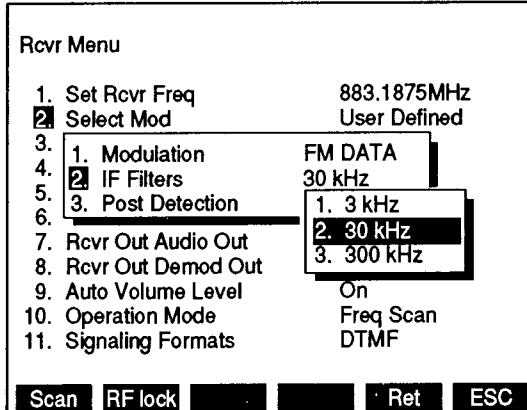 Rcvr Menu
1. Set Rcvr Freq 883.1875MHz
2. Select Mod User Defined
3.
1. Modulation FM DATA
4.
2. IF Filters 30 kHz
5.
3. Post Detection
1. 3 kHz
6.
2. 30 kHz
7. Rcvr Out Audio Out
3. 300 kHz
8. Rcvr Out Demod Out
9. Auto Volume Level On
10. Operation Mode Freq Scan
11. Signaling Formats DTMF
Scan RF lock Ret ESC